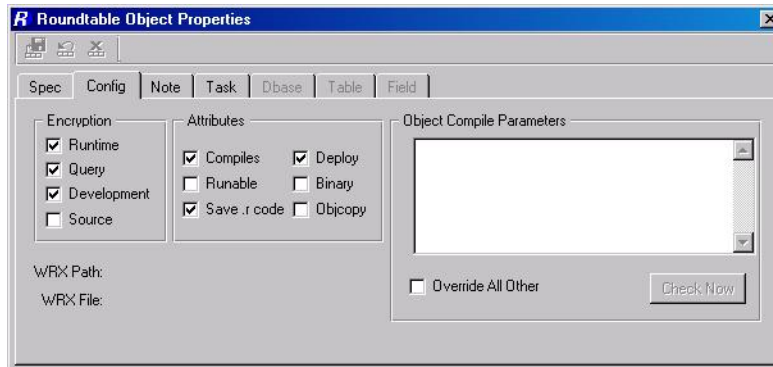 R Roundtable Object Properties
Spec Config Note Task Dbase Table Field
Encryption
Runtime
Query
Development
Source
Attributes
Compiles Deploy
Runable Binary
Save .r code Objcopy
Object Compile Parameters
Override All Other Check Now
WRX Path:
WRX File: